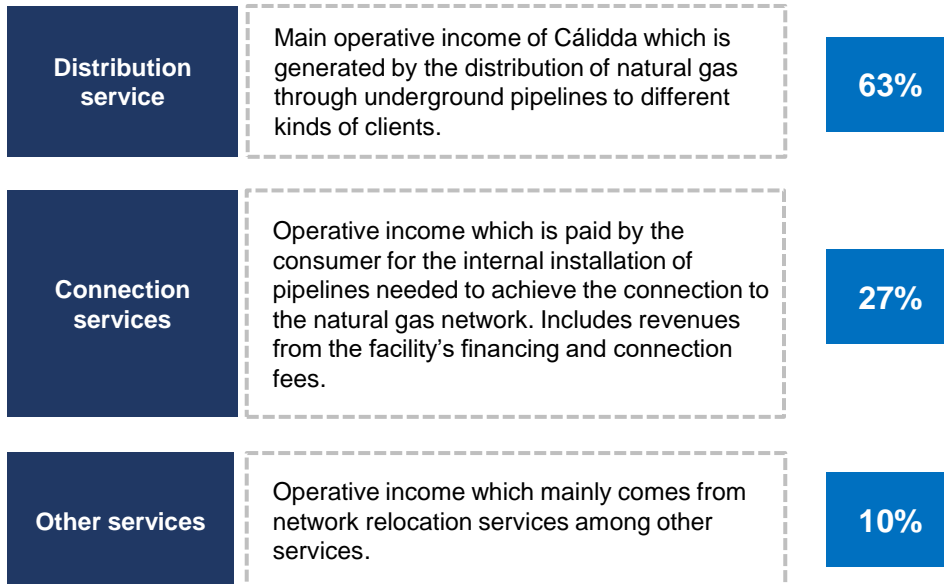 Distribution
service
Main operative income of Cálidda which is
generated by the distribution of natural gas
through underground pipelines to different
kinds of clients.
63%
Connection
services
Operative income which is paid by the
consumer for the internal installation of
pipelines needed to achieve the connection to
the natural gas network. Includes revenues
from the facility's financing and connection
fees.
27%
Other services
Operative income which mainly comes from
network relocation services among other
services.
10%